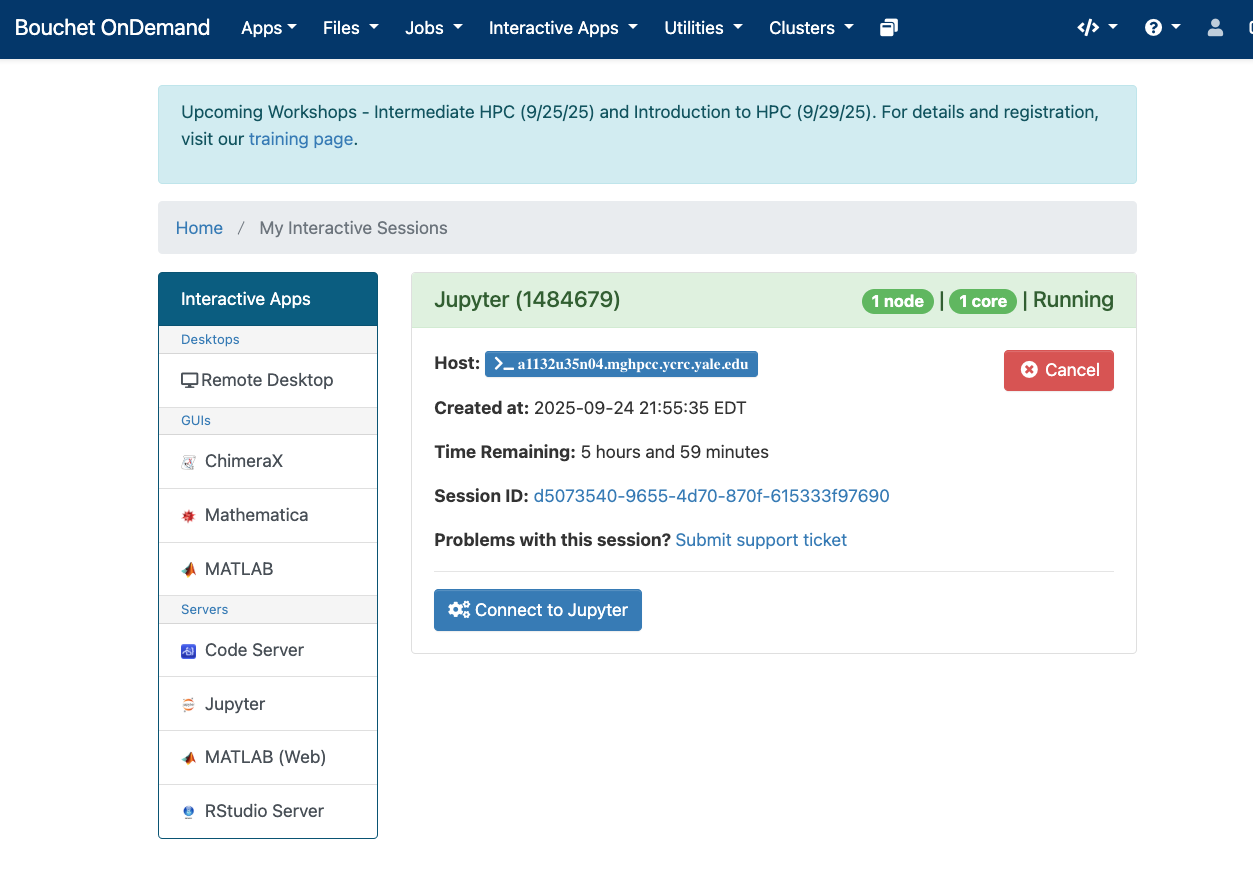 Bouchet OnDemand Apps Files Jobs Interactive Apps Utilities Clusters
Upcoming Workshops - Intermediate HPC (9/25/25) and Introduction to HPC (9/29/25). For details and registration,
visit our training page.
Home / My Interactive Sessions
Interactive Apps
Desktops
Remote Desktop
GUIs
ChimeraX
Mathematica
MATLAB
Servers
Code Server
Jupyter
MATLAB (Web)
RStudio Server
Jupyter (1484679) 1 node | 1 core | Running
Host: >_ a1132u35n04.mghpcc.ycrc.yale.edu
Cancel
Created at: 2025-09-24 21:55:35 EDT
Time Remaining: 5 hours and 59 minutes
Session ID: d5073540-9655-4d70-870f-615333f97690
Problems with this session? Submit support ticket
Connect to Jupyter